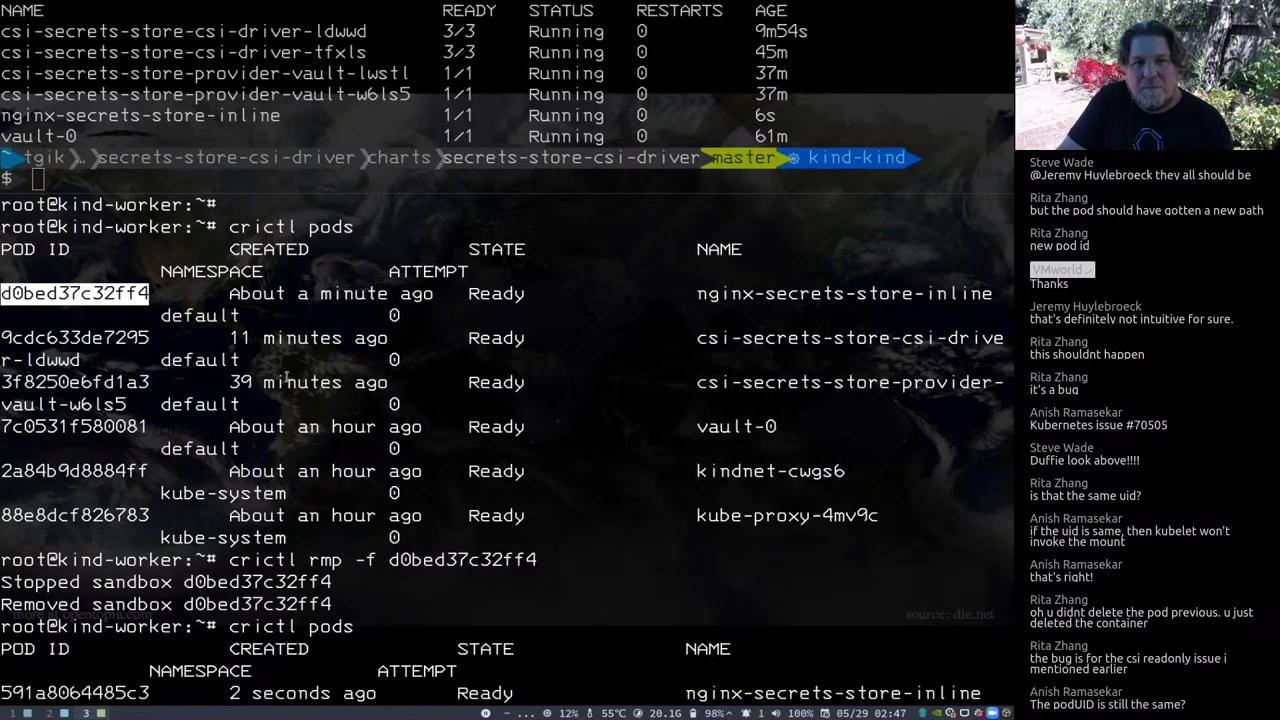 NAME READY STATUS RESTARTS AGE
csi-secrets-store-csi-driver-ldwwd 3/3 Running 0 9m54s
csi-secrets-store-csi-driver-tfxls 3/3 Running 0 45m
csi-secrets-store-provider-vault-lwstl 1/1 Running 0 37m
csi-secrets-store-provider-vault-w6ls5 1/1 Running 0 37m
nginx-secrets-store-inline 1/1 Running 0 6s
vault-0 1/1 Running 0 61m
~ tgik .. secrets-store-csi-driver charts secrets-store-csi-driver master ⎈ kind-kind
$
root@kind-worker:~#
root@kind-worker:~# crictl pods
POD ID CREATED STATE NAME
NAMESPACE ATTEMPT
d0bed37c32ff4 About a minute ago Ready nginx-secrets-store-inline
default 0
9cdc633de7295 11 minutes ago Ready csi-secrets-store-csi-drive
r-ldwwd default 0
3f8250e6fd1a3 39 minutes ago Ready csi-secrets-store-provider-
vault-w6ls5 default 0
7c0531f580081 About an hour ago Ready vault-0
default 0
2a84b9d8884ff About an hour ago Ready kindnet-cwgs6
kube-system 0
88e8dcf826783 About an hour ago Ready kube-proxy-4mv9c
kube-system 0
root@kind-worker:~# crictl rmp -f d0bed37c32ff4
Stopped sandbox d0bed37c32ff4
Removed sandbox d0bed37c32ff4
source: die.net
root@kind-worker:~# crictl pods
POD ID CREATED STATE NAME
NAMESPACE ATTEMPT
591a8064485c3 2 seconds ago Ready nginx-secrets-store-inline
1 2 3 - ... 12% 55°C 20.1G 98% 1 100% 05/29 02:47
Steve Wade
@Jeremy Huylebroeck they all should be
Rita Zhang
but the pod should have gotten a new path
Rita Zhang
new pod id
VMworld
Thanks
Jeremy Huylebroeck
that's definitely not intuitive for sure.
Rita Zhang
this shouldnt happen
Rita Zhang
it's a bug
Anish Ramasekar
Kubernetes issue #70505
Steve Wade
Duffie look above!!!!
Rita Zhang
is that the same uid?
Anish Ramasekar
if the uid is same, then kubelet won't
invoke the mount
Anish Ramasekar
that's right!
Rita Zhang
oh u didnt delete the pod previous. u just
deleted the container
Rita Zhang
the bug is for the csi readonly issue i
mentioned earlier
Anish Ramasekar
The podUID is still the same?